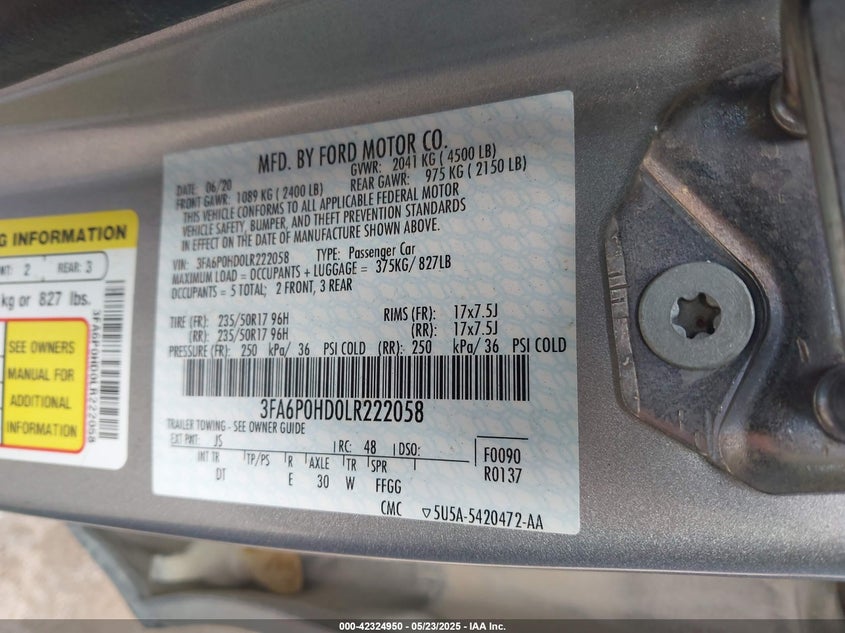 MFD. BY FORD MOTOR CO.
DATE: 06/20 GVWR: 2041 KG ( 4500 LB)
FRONT GAWR: 1089 KG ( 2400 LB) REAR GAWR: 975 KG ( 2150 LB)
THIS VEHICLE CONFORMS TO ALL APPLICABLE FEDERAL MOTOR
VEHICLE SAFETY, BUMPER, AND THEFT PREVENTION STANDARDS
IN EFFECT ON THE DATE OF MANUFACTURE SHOWN ABOVE.
VIN: 3FA6P0HD0LR222058 TYPE: Passenger Car
MAXIMUM LOAD = OCCUPANTS + LUGGAGE = 375KG/ 827LB
OCCUPANTS = 5 TOTAL; 2 FRONT, 3 REAR
TIRE (FR): 235/50R17 96H RIMS (FR): 17x7.5J
(RR): 235/50R17 96H (RR): 17x7.5J
PRESSURE (FR): 250 kPa/ 36 PSI COLD (RR): 250 kPa/ 36 PSI COLD
3FA6P0HD0LR222058
TRAILER TOWING - SEE OWNER GUIDE
EXT PNT: JS RC: 48 DSO: F0090
INT TR TP/PS R AXLE TR SPR R0137
DT E 30 W FFGG
CMC ▽5U5A-5420472-AA
G INFORMATION
NT: 2 REAR: 3
kg or 827 lbs.
SEE OWNERS
MANUAL FOR
ADDITIONAL
INFORMATION
3FA6P0HD0LR222058
000-42324950 - 05/23/2025 - IAA Inc.